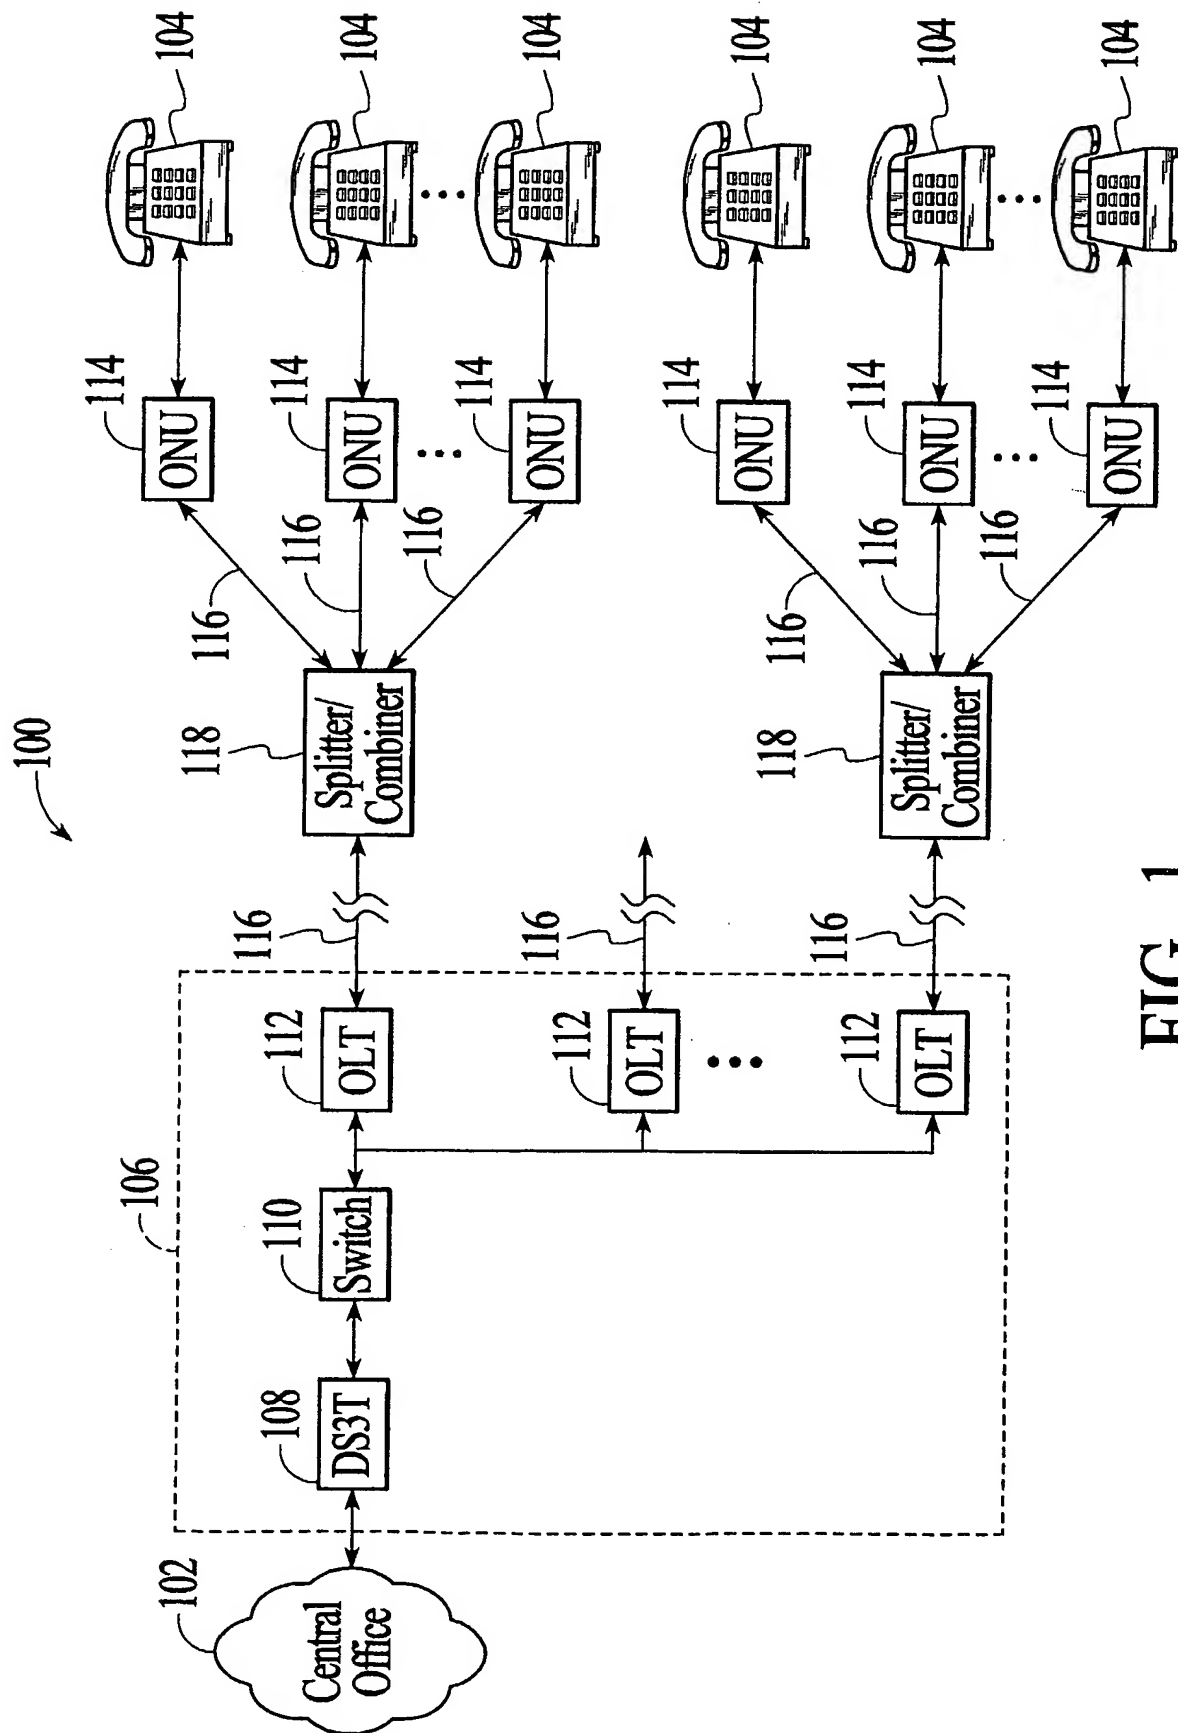 100
102
Central
Office
106
108
DS3T
110
Switch
112
OLT
112
OLT
112
OLT
116
116
116
118
Splitter/
Combiner
118
Splitter/
Combiner
116
116
116
116
116
116
114
ONU
114
ONU
114
ONU
114
ONU
114
ONU
114
ONU
104
104
104
104
104
104
FIG. 1